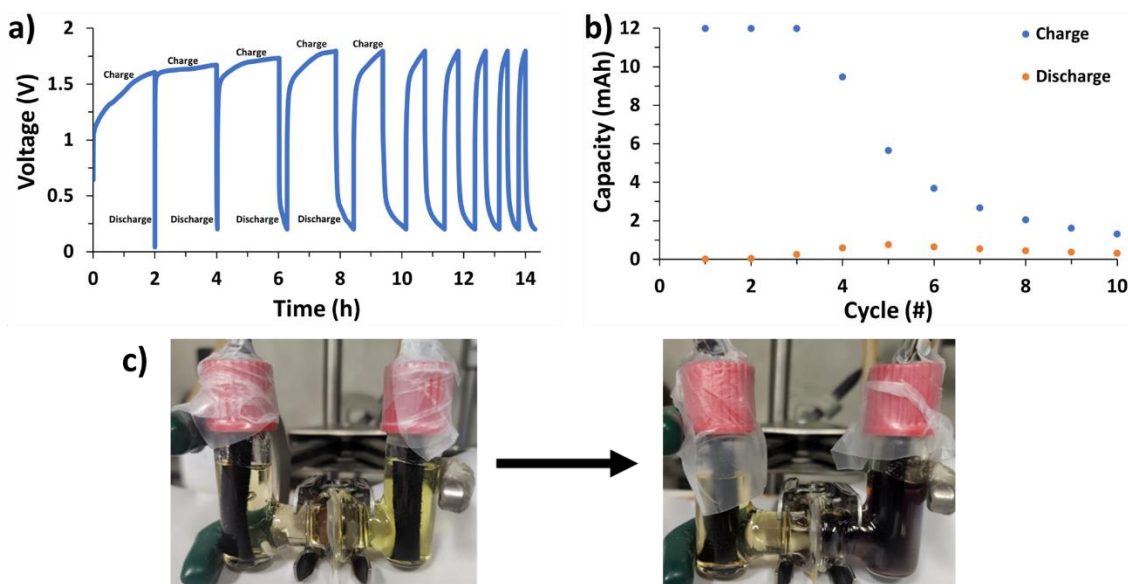 a)
2
1.5
1
0.5
0
Voltage (V)
Charge
Charge
Charge
Charge
Charge
Discharge
Discharge
Discharge
Discharge
0 2 4 6 8 10 12 14
Time (h)
b)
12
10
8
6
4
2
0
Capacity (mAh)
Charge
Discharge
0 2 4 6 8 10
Cycle (#)
c)